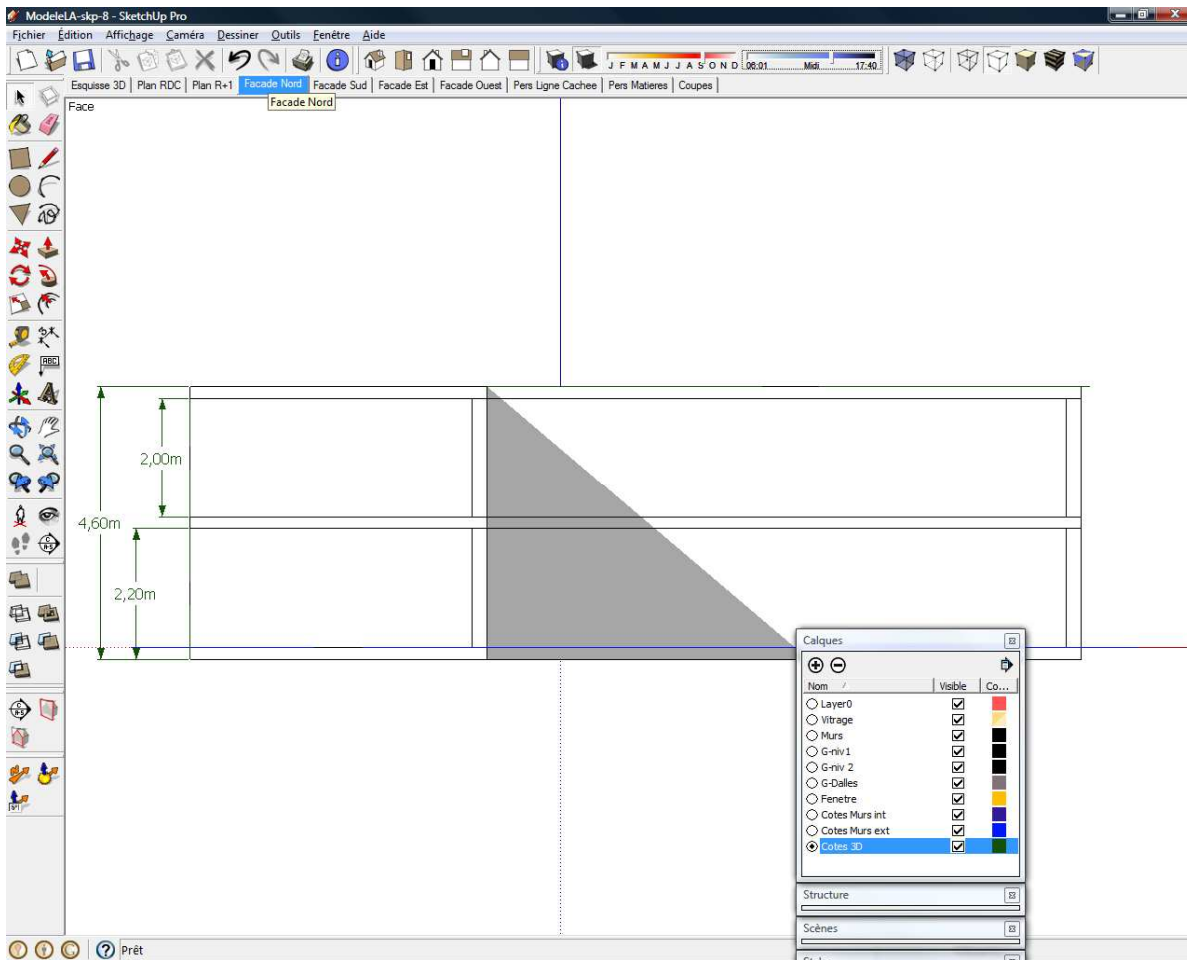 ModeleLA-skp-8 - SketchUp Pro
Fichier Édition Affichage Caméra Dessiner Outils Fenêtre Aide
J F M A M J J A S O N D 06:01 Midi 17:40
Esquisse 3D Plan RDC Plan R+1 Facade Nord Facade Sud Facade Est Facade Ouest Pers Ligne Cachee Pers Matieres Coupes
Facade Nord
Face
ABC
2,00m
4,60m
2,20m
Calques
Nom Visible Co...
Layer0
Vitrage
Murs
G-niv1
G-niv 2
G-Dalles
Fenetre
Cotes Murs int
Cotes Murs ext
Cotes 3D
Structure
Scènes
Prêt